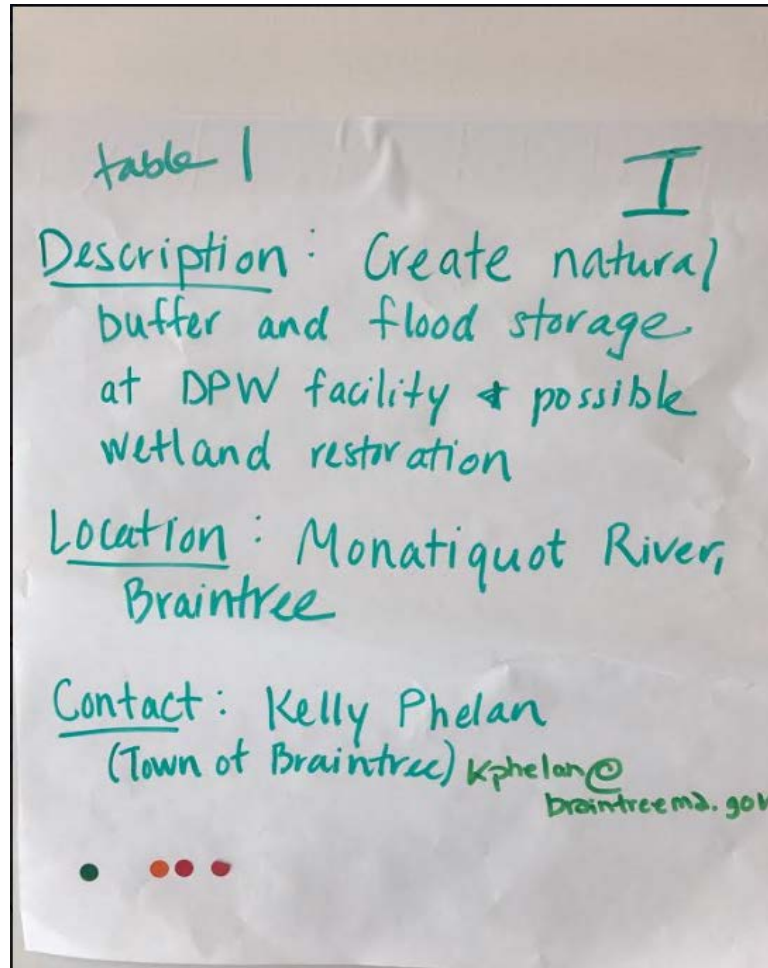 table 1
I
Description: Create natural
buffer and flood storage
at DPW facility & possible
wetland restoration
Location: Monatiquot River,
Braintree
Contact: Kelly Phelan
(Town of Braintree) Kphelan@
braintreema.gov